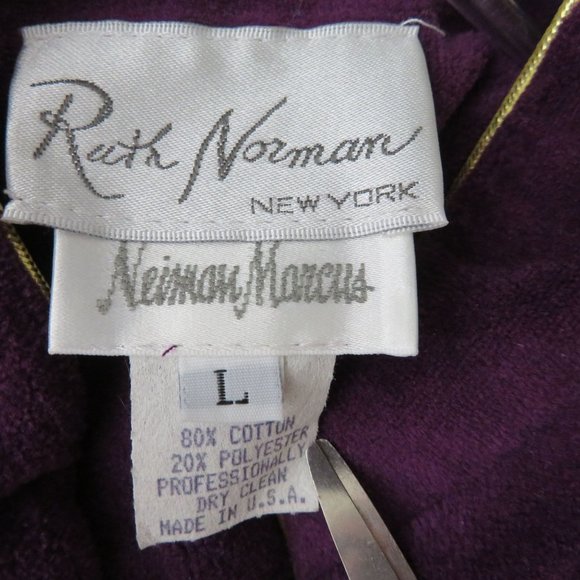 Ruth Norman
NEW YORK
Neiman Marcus
L
80% COTTON
20% POLYESTER
PROFESSIONALLY
DRY CLEAN
MADE IN U.S.A.